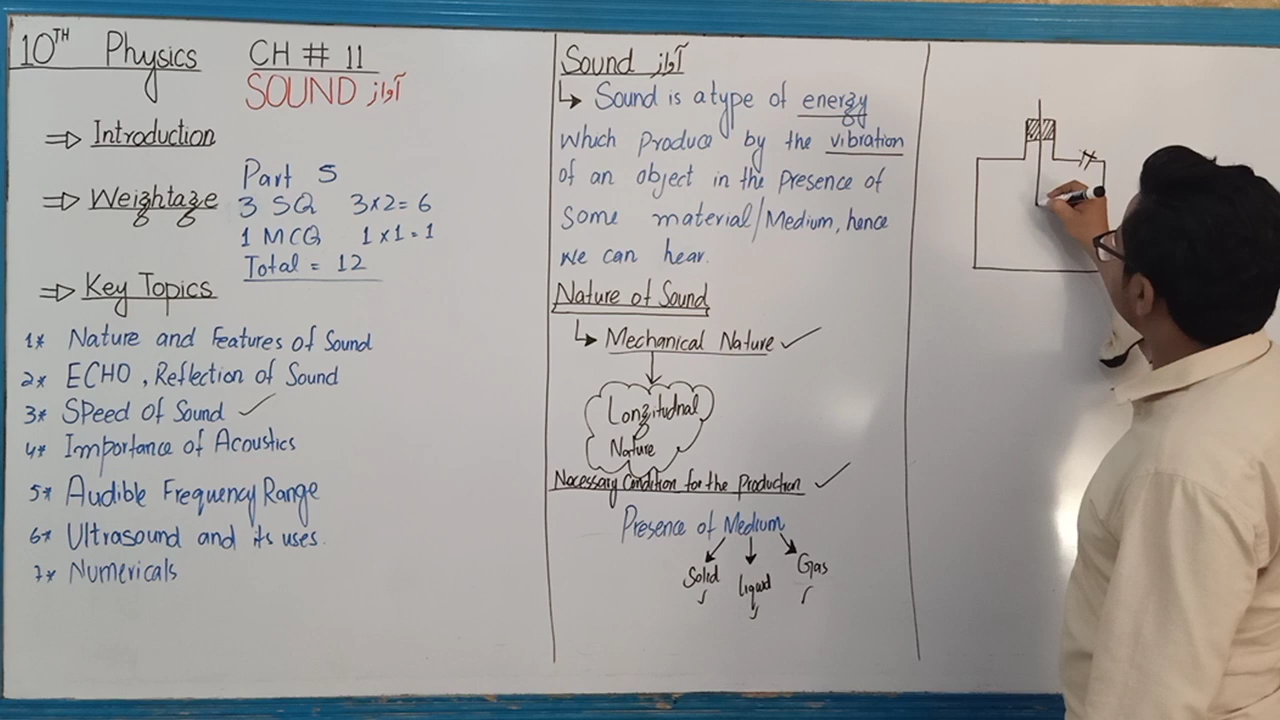 10TH Physics CH # 11
SOUND آواز
⇒ Introduction
⇒ Weightage
Part 5
3 SQ 3×2=6
1 MCQ 1×1=1
Total = 12
⇒ Key Topics
1* Nature and Features of Sound
2* ECHO, Reflection of Sound
3* Speed of Sound ✓
4* Importance of Acoustics
5* Audible Frequency Range
6* Ultrasound and its uses.
7* Numericals
Sound آواز
↳ Sound is a type of energy
which produce by the vibration
of an object in the presence of
some material/Medium, hence
we can hear.
Nature of Sound
↳ Mechanical Nature ✓
Longitudnal
Nature
Necessary Condition for the Production ✓
Presence of Medium
Solid liquid Gas